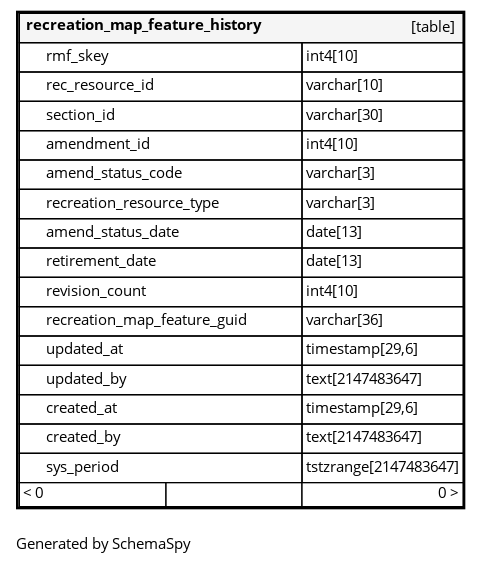 recreation_map_feature_history [table]
rmf_skey int4[10]
rec_resource_id varchar[10]
section_id varchar[30]
amendment_id int4[10]
amend_status_code varchar[3]
recreation_resource_type varchar[3]
amend_status_date date[13]
retirement_date date[13]
revision_count int4[10]
recreation_map_feature_guid varchar[36]
updated_at timestamp[29,6]
updated_by text[2147483647]
created_at timestamp[29,6]
created_by text[2147483647]
sys_period tstzrange[2147483647]
< 0 0 >
Generated by SchemaSpy